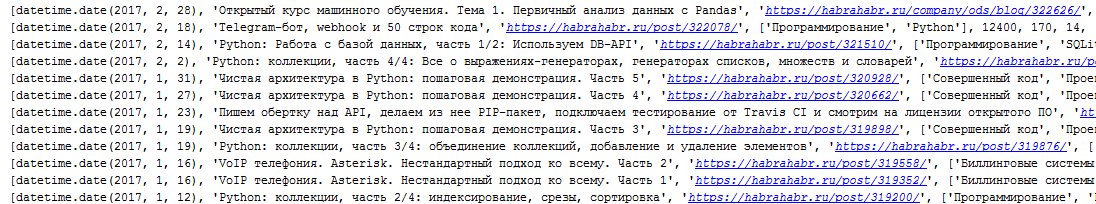 [datetime.date(2017, 2, 28), 'Открытый курс машинного обучения. Тема 1. Первичный анализ данных с Pandas', 'https://habrahabr.ru/company/ods/blog/322626/',
[datetime.date(2017, 2, 18), 'Telegram-бот, webhook и 50 строк кода', 'https://habrahabr.ru/post/322078/', ['Программирование', 'Python'], 12400, 170, 14,
[datetime.date(2017, 2, 14), 'Python: Работа с базой данных, часть 1/2: Используем DB-API', 'https://habrahabr.ru/post/321510/', ['Программирование', 'SQLi
[datetime.date(2017, 2, 2), 'Python: коллекции, часть 4/4: Все о выражениях-генераторах, генераторах списков, множеств и словарей', 'https://habrahabr.ru/p
[datetime.date(2017, 1, 31), 'Чистая архитектура в Python: пошаговая демонстрация. Часть 5', 'https://habrahabr.ru/post/320928/', ['Совершенный код', 'Прое
[datetime.date(2017, 1, 27), 'Чистая архитектура в Python: пошаговая демонстрация. Часть 4', 'https://habrahabr.ru/post/320662/', ['Совершенный код', 'Прое
[datetime.date(2017, 1, 23), 'Пишем обертку над API, делаем из нее PIP-пакет, подключаем тестирование от Travis CI и смотрим на лицензии открытого ПО', 'ht
[datetime.date(2017, 1, 19), 'Чистая архитектура в Python: пошаговая демонстрация. Часть 3', 'https://habrahabr.ru/post/319898/', ['Совершенный код', 'Прое
[datetime.date(2017, 1, 19), 'Python: коллекции, часть 3/4: объединение коллекций, добавление и удаление элементов', 'https://habrahabr.ru/post/319876/', [
[datetime.date(2017, 1, 16), 'VoIP телефония. Asterisk. Нестандартный подход ко всему. Часть 2', 'https://habrahabr.ru/post/319558/', ['Биллинговые системы
[datetime.date(2017, 1, 16), 'VoIP телефония. Asterisk. Нестандартный подход ко всему. Часть 1', 'https://habrahabr.ru/post/319352/', ['Биллинговые системы
[datetime.date(2017, 1, 12), 'Python: коллекции, часть 2/4: индексирование, срезы, сортировка', 'https://habrahabr.ru/post/319200/', ['Программирование', '